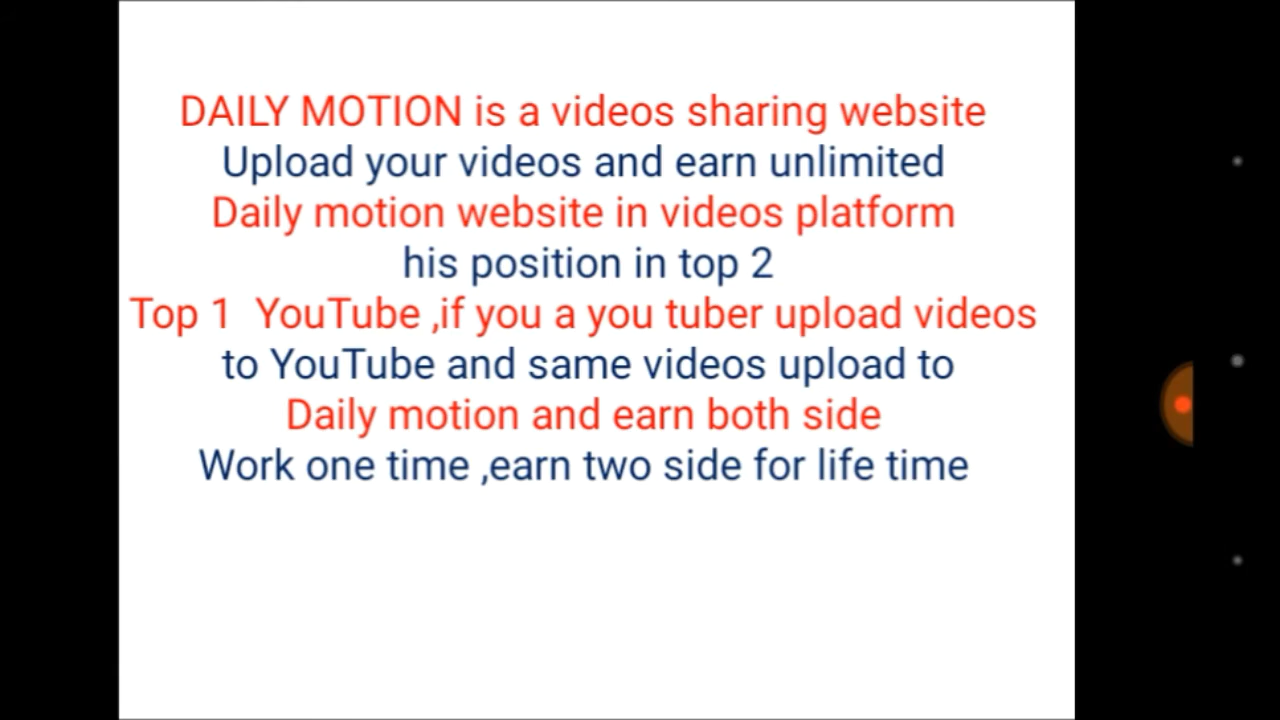 DAILY MOTION is a videos sharing website
Upload your videos and earn unlimited
Daily motion website in videos platform
his position in top 2
Top 1  YouTube ,if you a you tuber upload videos
to YouTube and same videos upload to
Daily motion and earn both side
Work one time ,earn two side for life time